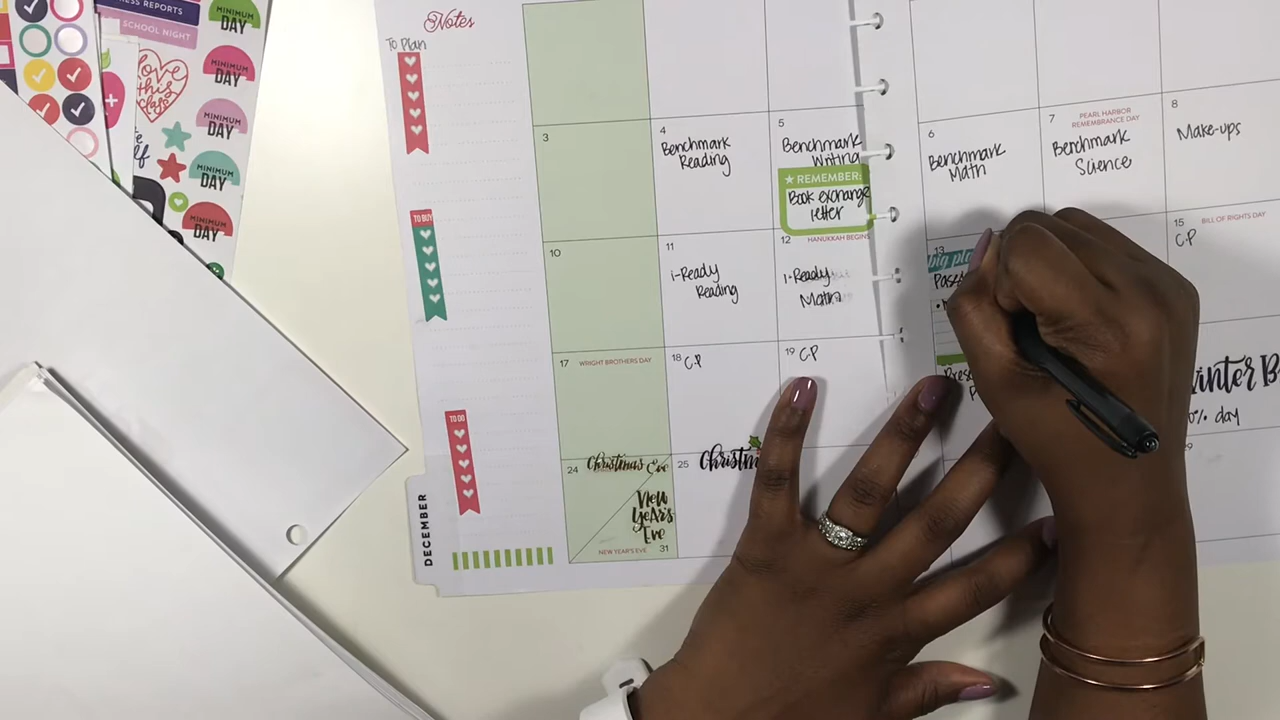 Notes
To Plan
TO BUY
TO DO
DECEMBER
SS REPORTS
SCHOOL NIGHT
love
this
class
MINIMUM
DAY
MINIMUM
DAY
MINIMUM
DAY
MINIMUM
DAY
MINIMUM
DAY
3
4
Benchmark
Reading
5
Benchmark
Writing
REMEMBER:
Book exchange
letter
6
Benchmark
Math
7
PEARL HARBOR
REMEMBRANCE DAY
Benchmark
Science
8
Make-ups
10
11
i-Ready
Reading
12
HANUKKAH BEGINS
i-Ready
Math
13
big pla
15
BILL OF RIGHTS DAY
C.P
17
WRIGHT BROTHERS DAY
18
C.P
19
C.P
Winter B
day
24
Christmas Eve
New
Year's
Eve
NEW YEAR'S EVE
31
25
Christm